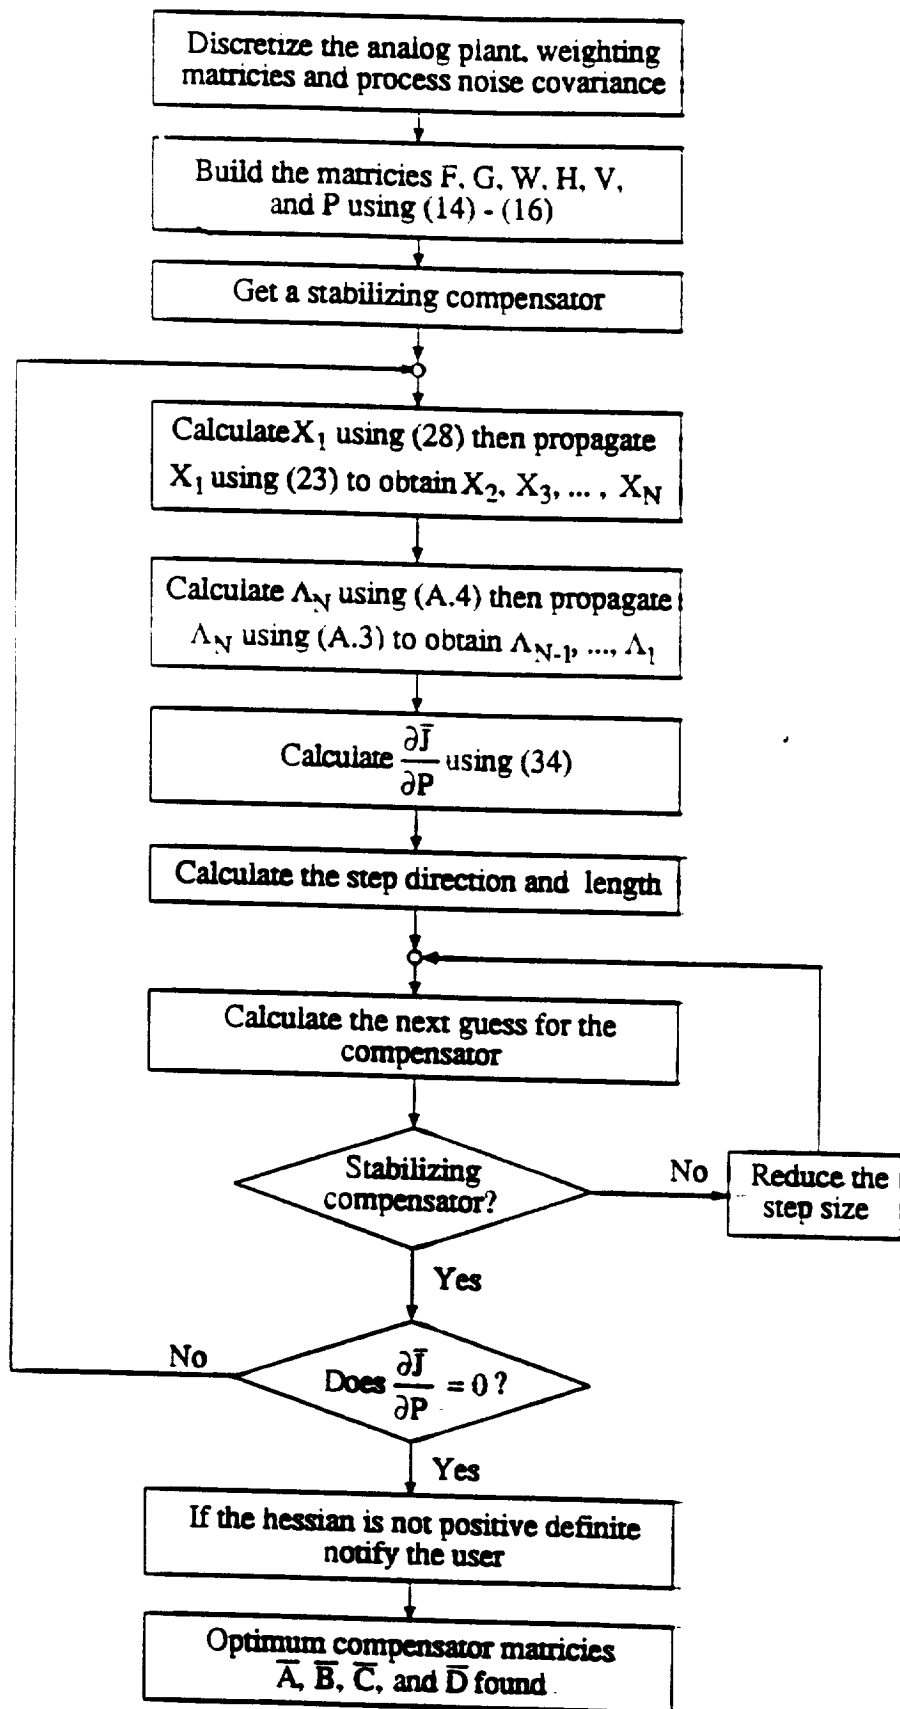 Discretize the analog plant, weighting
matricies and process noise covariance
Build the matricies F, G, W, H, V,
and P using (14) - (16)
Get a stabilizing compensator
Calculate X₁ using (28) then propagate
X₁ using (23) to obtain X₂, X₃, ... , X_N
Calculate Λ_N using (A.4) then propagate
Λ_N using (A.3) to obtain Λ_N-1, ..., Λ₁
Calculate ∂J̄/∂P using (34)
Calculate the step direction and length
Calculate the next guess for the
compensator
Stabilizing
compensator?
No
Reduce the
step size
Yes
No
Does ∂J̄/∂P = 0 ?
Yes
If the hessian is not positive definite
notify the user
Optimum compensator matricies
A̅, B̅, C̅, and D̅ found